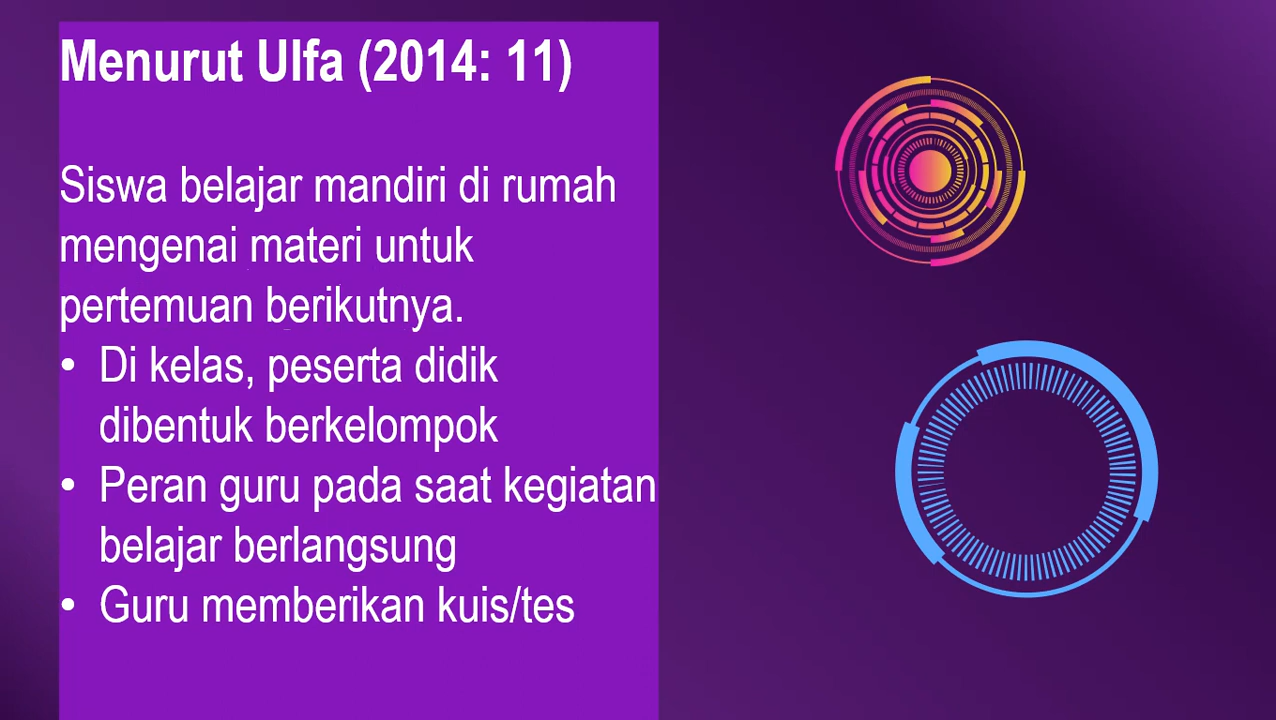 Menurut Ulfa (2014: 11)
Siswa belajar mandiri di rumah
mengenai materi untuk
pertemuan berikutnya.
• Di kelas, peserta didik
dibentuk berkelompok
• Peran guru pada saat kegiatan
belajar berlangsung
• Guru memberikan kuis/tes